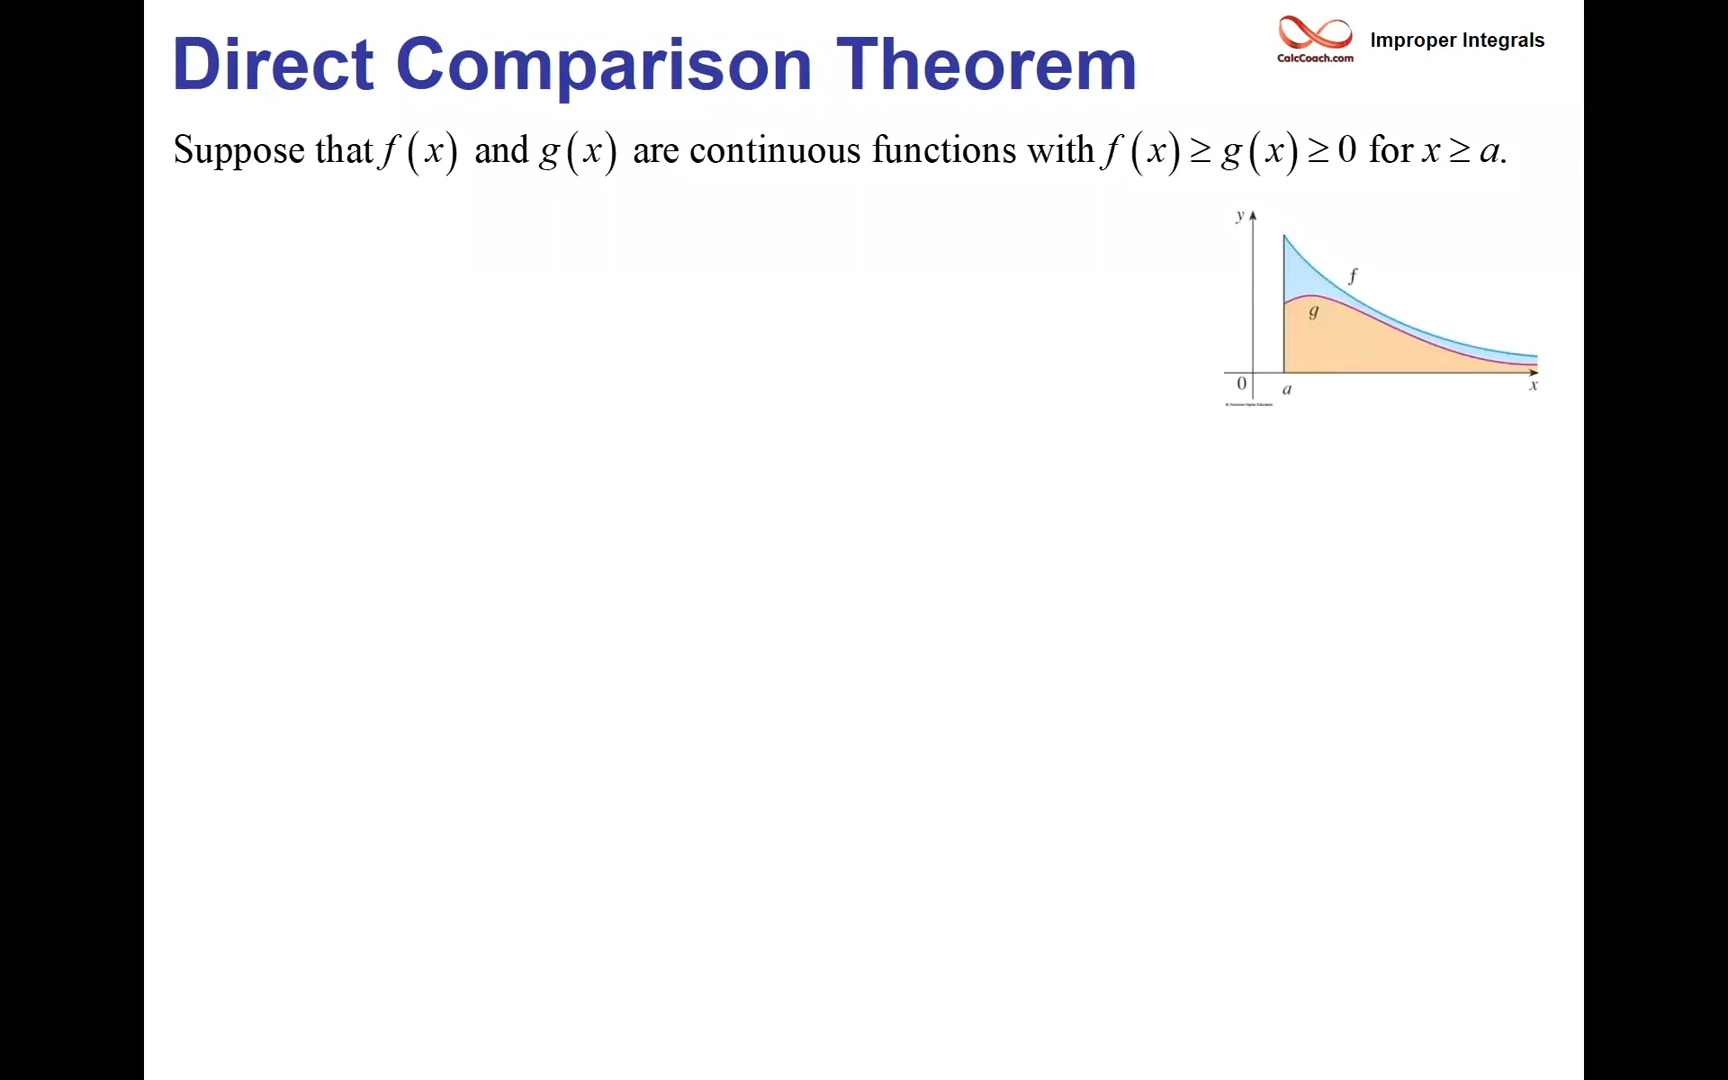 Direct Comparison Theorem
CalcCoach.com
Improper Integrals
Suppose that f(x) and g(x) are continuous functions with f(x) ≥ g(x) ≥ 0 for x ≥ a.
y
f
g
0
a
x